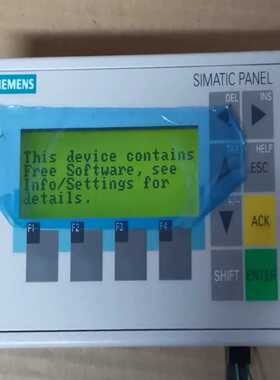 SIEMENS
SIMATIC PANEL
DEL
INS
TAB
HELP
ESC
This device contains
Free Software, see
Info/Settings for
details.
+/-
ACK
F1
F2
F3
F4
SHIFT
ENTER